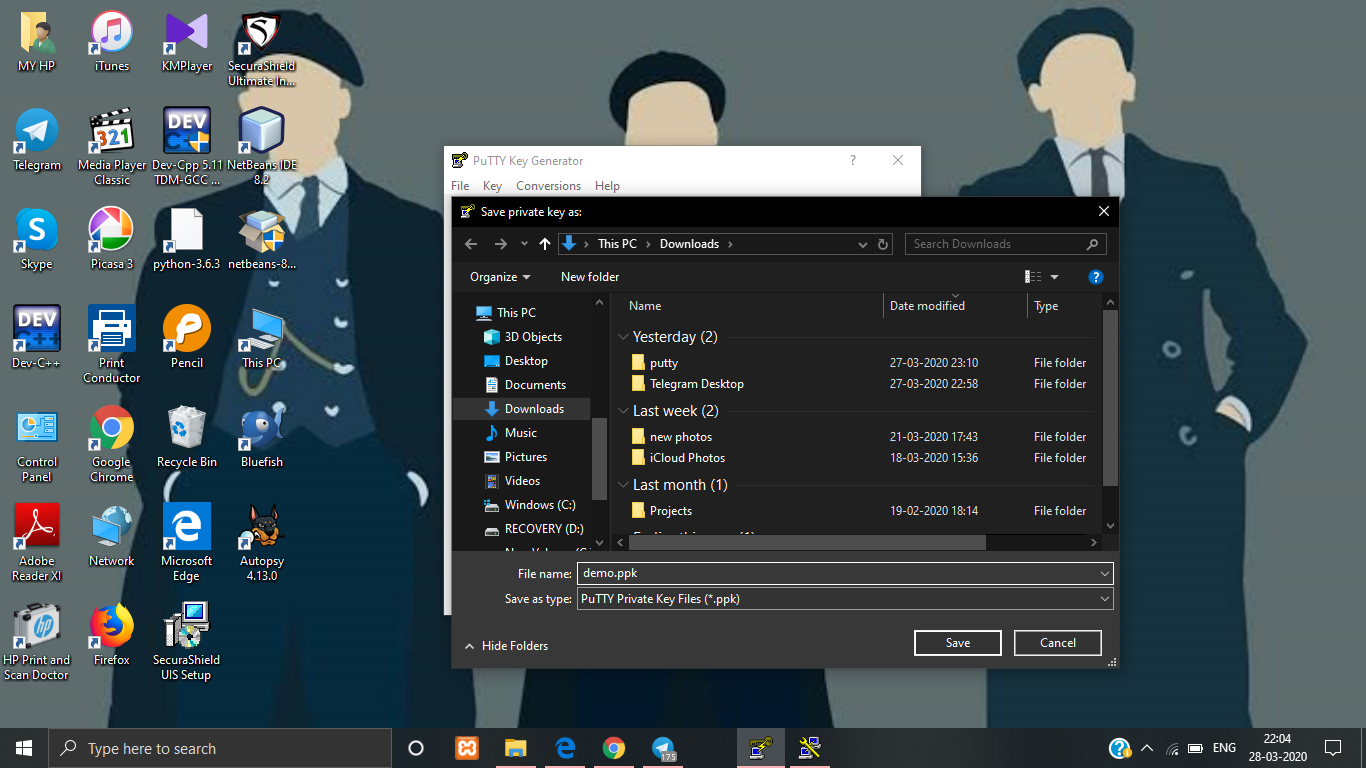 MY HP
iTunes
KMPlayer
SecuraShield
Ultimate In...
Telegram
Media Player
Classic
Dev-Cpp 5.11
TDM-GCC ...
NetBeans IDE
8.2
Skype
Picasa 3
python-3.6.3
netbeans-8...
Dev-C++
Print
Conductor
Pencil
This PC
Control
Panel
Google
Chrome
Recycle Bin
Bluefish
Adobe
Reader XI
Network
Microsoft
Edge
Autopsy
4.13.0
HP Print and
Scan Doctor
Firefox
SecuraShield
UIS Setup
PuTTY Key Generator
File Key Conversions Help
Save private key as:
This PC Downloads
Search Downloads
Organize New folder
This PC
3D Objects
Desktop
Documents
Downloads
Music
Pictures
Videos
Windows (C:)
RECOVERY (D:)
Name Date modified Type
Yesterday (2)
putty 27-03-2020 23:10 File folder
Telegram Desktop 27-03-2020 22:58 File folder
Last week (2)
new photos 21-03-2020 17:43 File folder
iCloud Photos 18-03-2020 15:36 File folder
Last month (1)
Projects 19-02-2020 18:14 File folder
File name: demo.ppk
Save as type: PuTTY Private Key Files (*.ppk)
Hide Folders
Save Cancel
Type here to search
175
ENG
22:04
28-03-2020